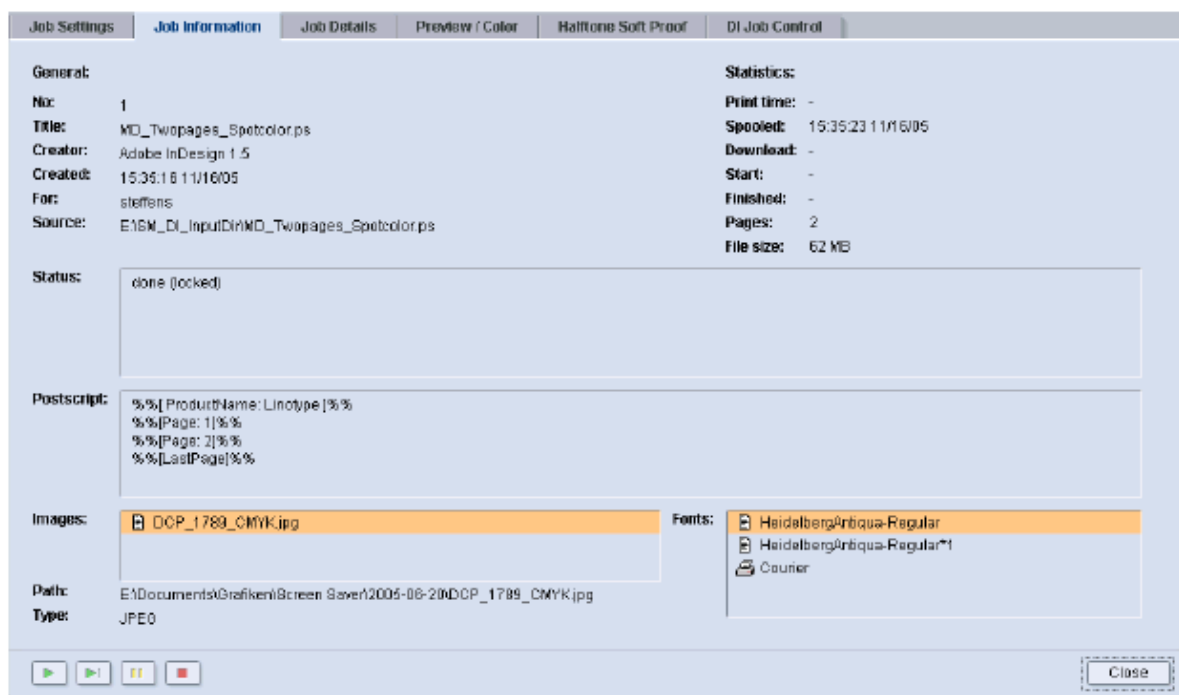 Job Settings Job Information Job Details Preview / Color Halftone Soft Proof DI Job Control
General:
No: 1
Title: MD_Twopages_Spotcolor.ps
Creator: Adobe InDesign 1.5
Created: 15:35:16 11/16/05
For: steffens
Source: E:\SM_DI_InputDir\MD_Twopages_Spotcolor.ps
Statistics:
Print time: -
Spooled: 15:35:23 11/16/05
Download: -
Start: -
Finished: -
Pages: 2
File size: 62 MB
Status: done (locked)
Postscript: %%[ ProductName: Linotype ]%%
%%[Page: 1]%%
%%[Page: 2]%%
%%[LastPage]%%
Images: DCP_1789_CMYK.jpg
Path: E:\Documents\Grafiken\Screen Saver\2005-06-20\DCP_1789_CMYK.jpg
Type: JPEG
Fonts: HeidelbergAntiqua-Regular
HeidelbergAntiqua-Regular*1
Courier
Close